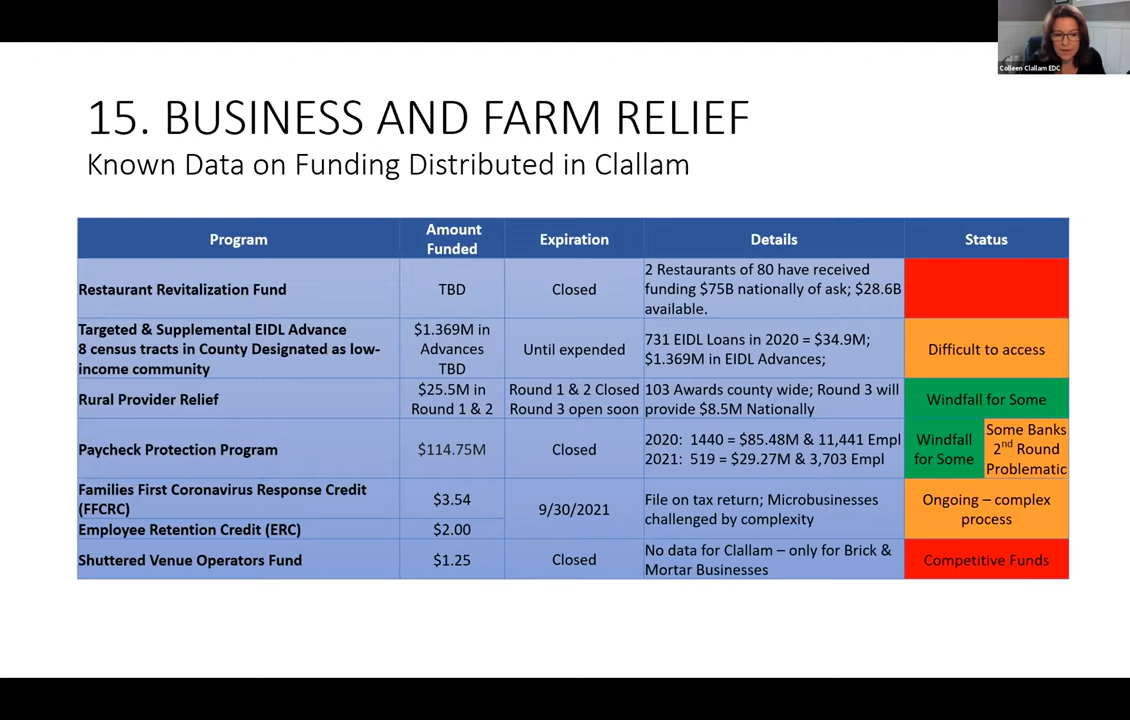 Colleen Clallam EDC
15. BUSINESS AND FARM RELIEF
Known Data on Funding Distributed in Clallam
Program
Amount
Funded
Expiration
Details
Status
Restaurant Revitalization Fund
TBD
Closed
2 Restaurants of 80 have received
funding $75B nationally of ask; $28.6B
available.
Targeted & Supplemental EIDL Advance
8 census tracts in County Designated as low-
income community
$1.369M in
Advances
TBD
Until expended
731 EIDL Loans in 2020 = $34.9M;
$1.369M in EIDL Advances;
Difficult to access
Rural Provider Relief
$25.5M in
Round 1 & 2
Round 1 & 2 Closed
Round 3 open soon
103 Awards county wide; Round 3 will
provide $8.5M Nationally
Windfall for Some
Paycheck Protection Program
$114.75M
Closed
2020: 1440 = $85.48M & 11,441 Empl
2021: 519 = $29.27M & 3,703 Empl
Windfall
for Some
Some Banks
2nd Round
Problematic
Families First Coronavirus Response Credit
(FFCRC)
$3.54
9/30/2021
File on tax return; Microbusinesses
challenged by complexity
Ongoing – complex
process
Employee Retention Credit (ERC)
$2.00
Shuttered Venue Operators Fund
$1.25
Closed
No data for Clallam – only for Brick &
Mortar Businesses
Competitive Funds